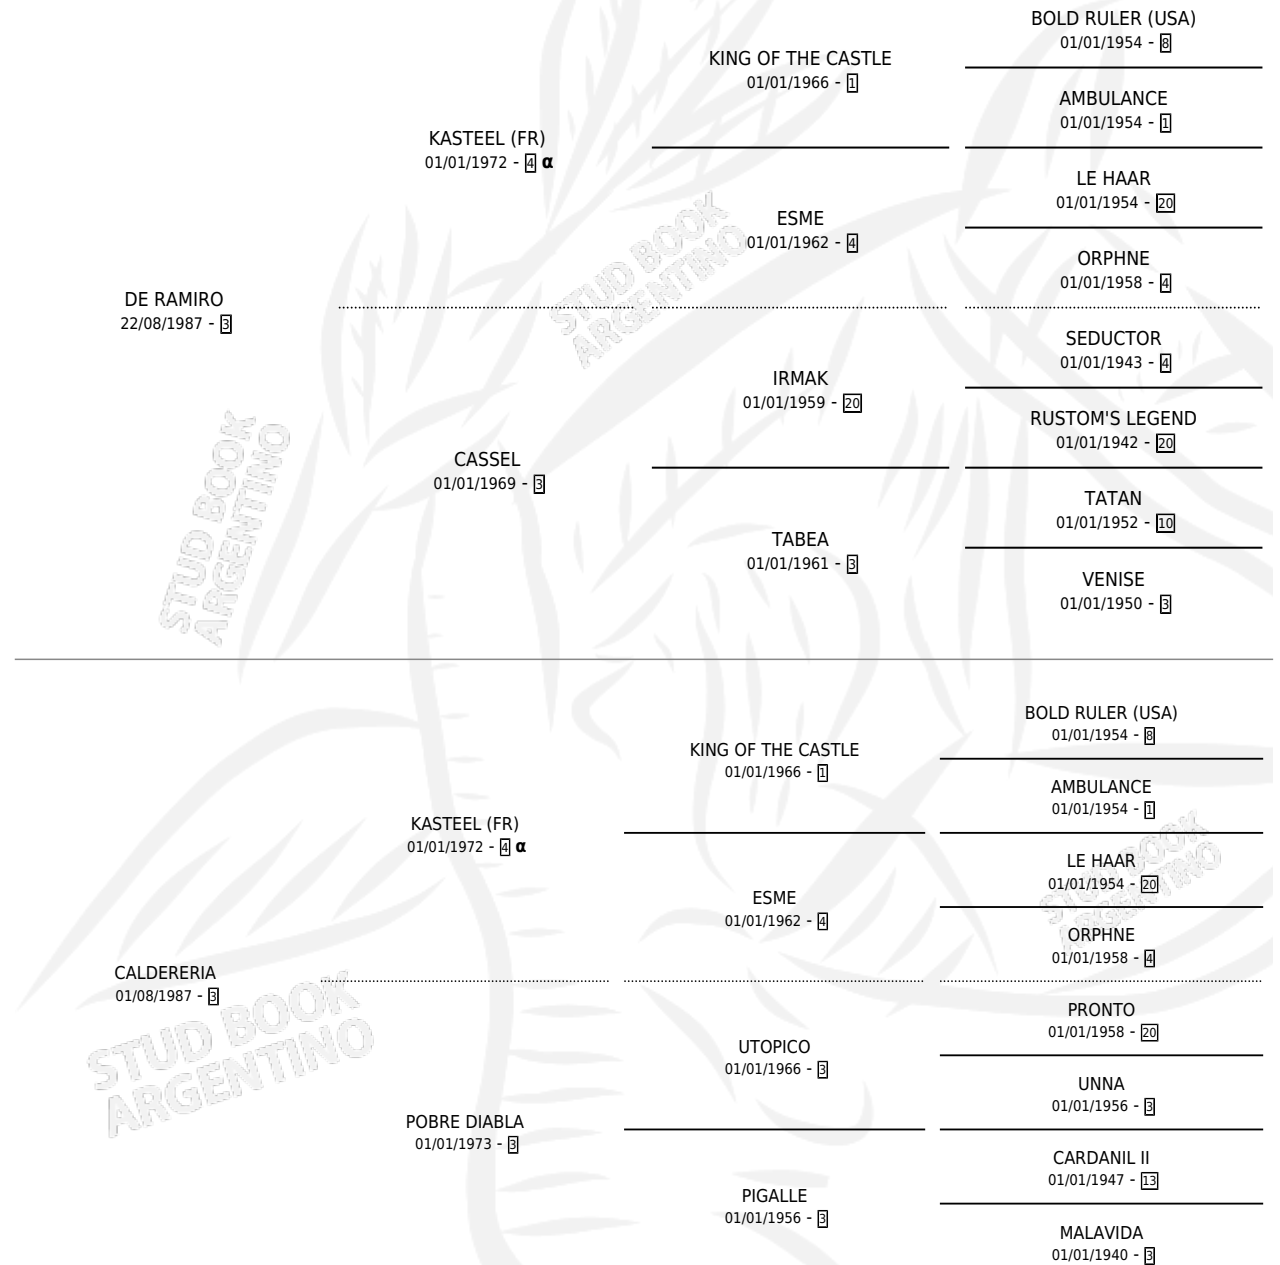 BOLD RULER (USA)
01/01/1954 - 8
KING OF THE CASTLE
01/01/1966 - 1
AMBULANCE
01/01/1954 - 1
KASTEEL (FR)
01/01/1972 - 4 α
LE HAAR
01/01/1954 - 20
ESME
01/01/1962 - 4
ORPHNE
01/01/1958 - 4
DE RAMIRO
22/08/1987 - 3
SEDUCTOR
01/01/1943 - 4
IRMAK
01/01/1959 - 20
RUSTOM'S LEGEND
01/01/1942 - 20
CASSEL
01/01/1969 - 3
TATAN
01/01/1952 - 10
TABEA
01/01/1961 - 3
VENISE
01/01/1950 - 3
STUD BOOK
ARGENTINO
STUD BOOK
ARGENTINO
BOLD RULER (USA)
01/01/1954 - 8
KING OF THE CASTLE
01/01/1966 - 1
AMBULANCE
01/01/1954 - 1
KASTEEL (FR)
01/01/1972 - 4 α
LE HAAR
01/01/1954 - 20
ESME
01/01/1962 - 4
ORPHNE
01/01/1958 - 4
CALDERERIA
01/08/1987 - 3
PRONTO
01/01/1958 - 20
UTOPICO
01/01/1966 - 3
UNNA
01/01/1956 - 3
POBRE DIABLA
01/01/1973 - 3
CARDANIL II
01/01/1947 - 13
PIGALLE
01/01/1956 - 3
MALAVIDA
01/01/1940 - 3
STUD BOOK
ARGENTINO
STUD BOOK
ARGENTINO